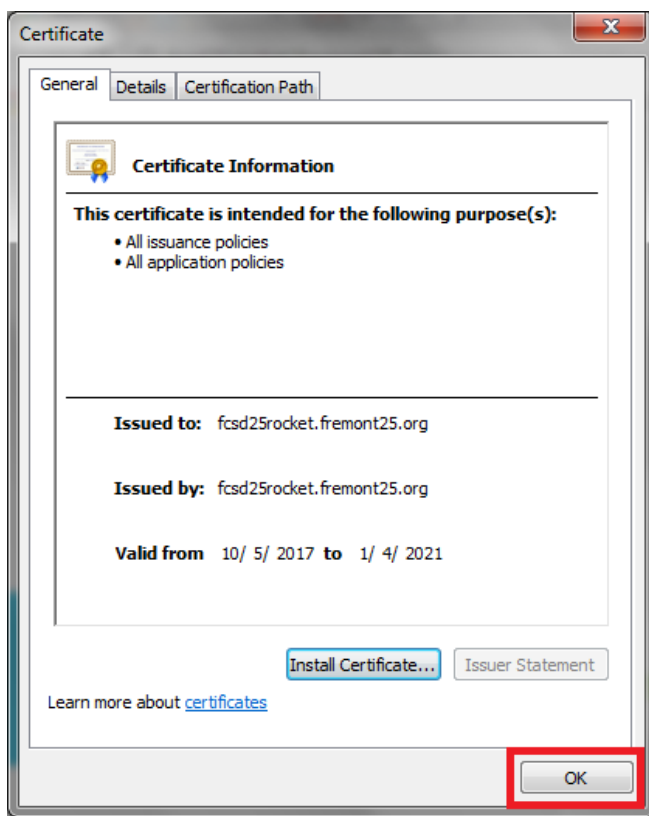 Certificate
X
General Details Certification Path
Certificate Information
This certificate is intended for the following purpose(s):
• All issuance policies
• All application policies
Issued to: fcsd25rocket.fremont25.org
Issued by: fcsd25rocket.fremont25.org
Valid from 10/ 5/ 2017 to 1/ 4/ 2021
Install Certificate... Issuer Statement
Learn more about certificates
OK